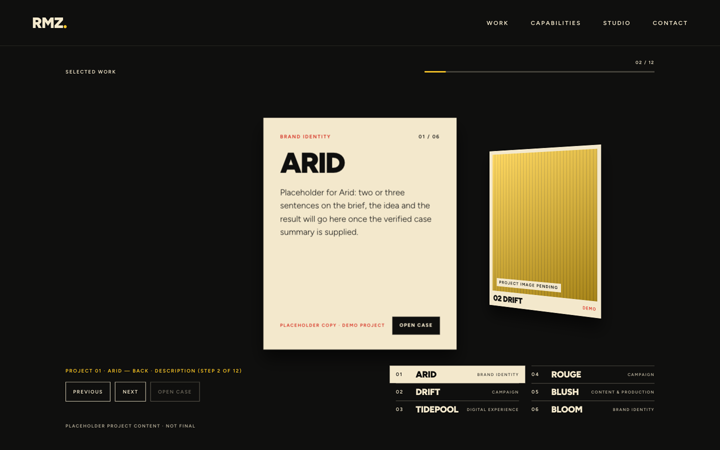 RMZ.
WORK CAPABILITIES STUDIO CONTACT
02 / 12
SELECTED WORK
BRAND IDENTITY 01 / 06
ARID
Placeholder for Arid: two or three
sentences on the brief, the idea and the
result will go here once the verified case
summary is supplied.
PLACEHOLDER COPY · DEMO PROJECT OPEN CASE
PROJECT IMAGE PENDING
02 DRIFT DEMO
PROJECT 01 · ARID — BACK · DESCRIPTION (STEP 2 OF 12)
PREVIOUS NEXT OPEN CASE
PLACEHOLDER PROJECT CONTENT · NOT FINAL
01 ARID BRAND IDENTITY
02 DRIFT CAMPAIGN
03 TIDEPOOL DIGITAL EXPERIENCE
04 ROUGE CAMPAIGN
05 BLUSH CONTENT & PRODUCTION
06 BLOOM BRAND IDENTITY